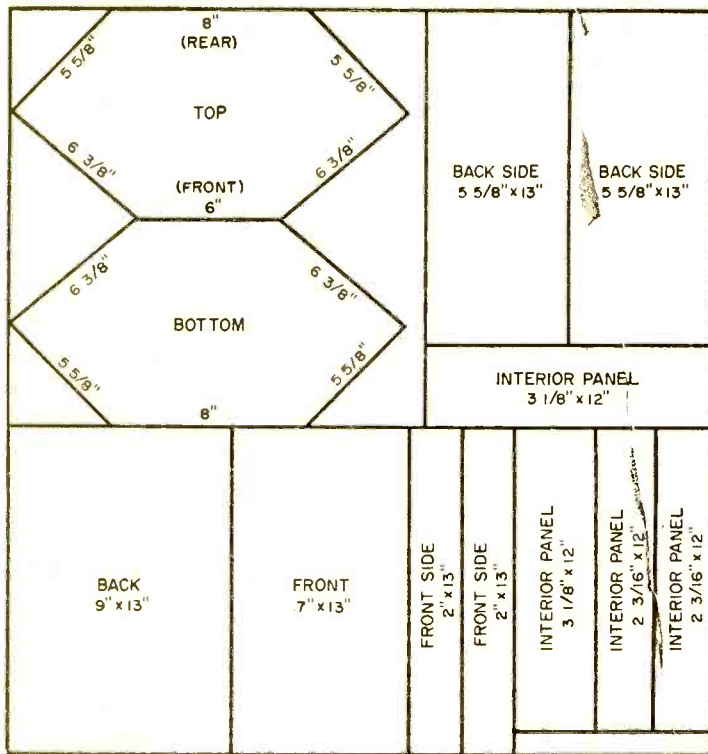 8"
(REAR)
5 5/8"
5 5/8"
TOP
6 3/8"
6 3/8"
(FRONT)
6"
BACK SIDE
5 5/8" x 13"
BACK SIDE
5 5/8" x 13"
6 3/8"
6 3/8"
BOTTOM
5 5/8"
5 5/8"
8"
INTERIOR PANEL
3 1/8" x 12"
BACK
9" x 13"
FRONT
7" x 13"
FRONT SIDE
2" x 13"
FRONT SIDE
2" x 13"
INTERIOR PANEL
3 1/8" x 12"
INTERIOR PANEL
2 3/16" x 12"
INTERIOR PANEL
2 3/16" x 12"